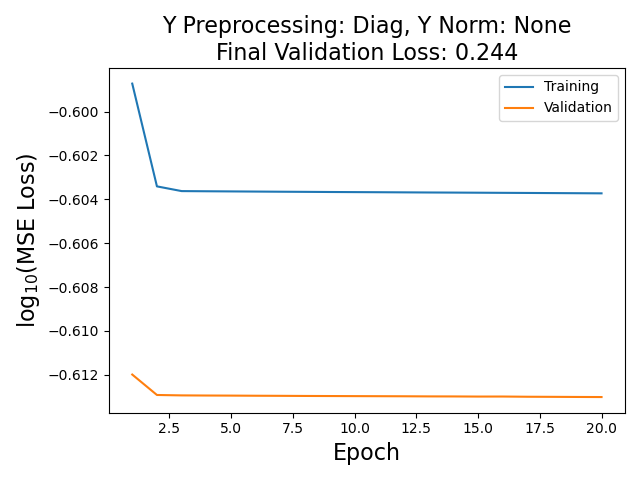 Y Preprocessing: Diag, Y Norm: None
Final Validation Loss: 0.244
Training
Validation
−0.600
−0.602
−0.604
−0.606
−0.608
−0.610
−0.612
log₁₀(MSE Loss)
2.5 5.0 7.5 10.0 12.5 15.0 17.5 20.0
Epoch